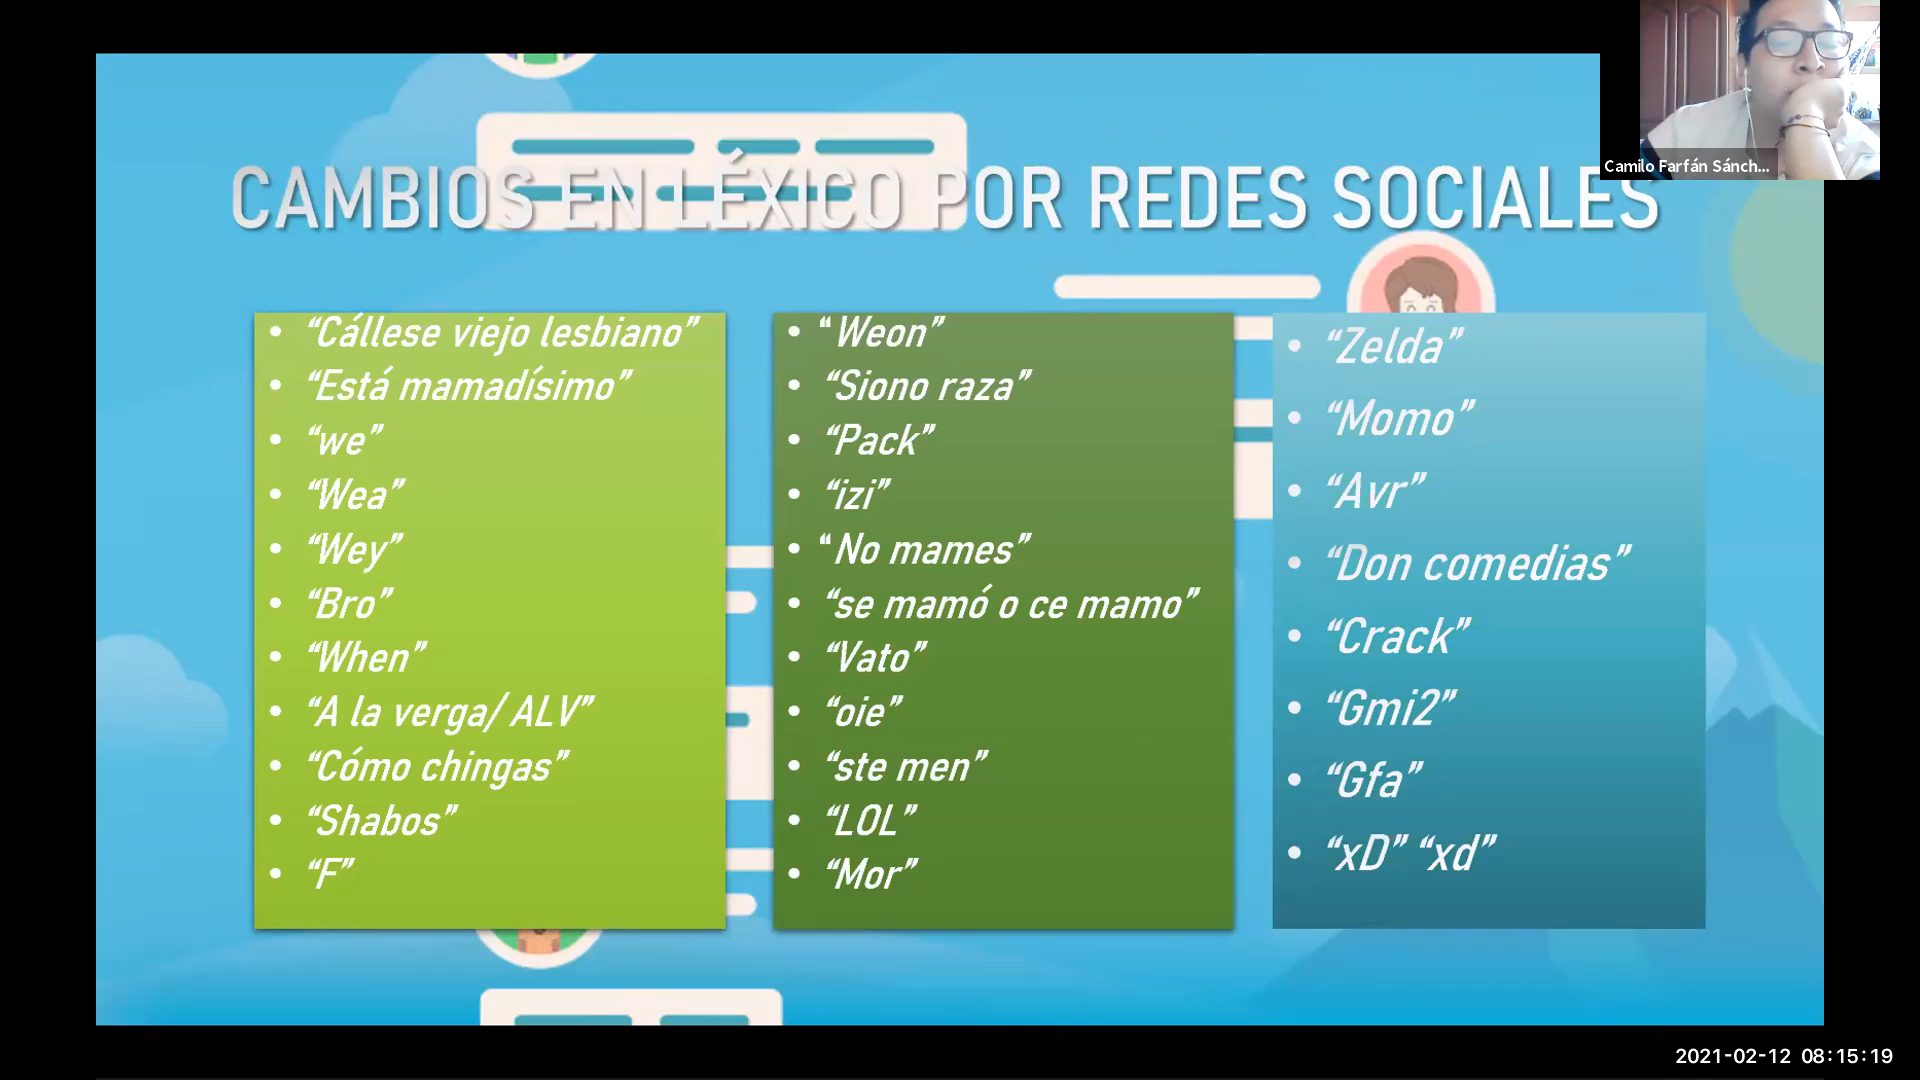 Camilo Farfán Sánch...
CAMBIOS EN LÉXICO POR REDES SOCIALES
• “Cállese viejo lesbiano”
• “Está mamadísimo”
• “we”
• “Wea”
• “Wey”
• “Bro”
• “When”
• “A la verga/ ALV”
• “Cómo chingas”
• “Shabos”
• “F”
• “ Weon”
• “Siono raza”
• “Pack”
• “izi”
• “ No mames”
• “se mamó o ce mamo”
• “Vato”
• “oie”
• “ste men”
• “LOL”
• “Mor”
• “Zelda”
• “Momo”
• “Avr”
• “Don comedias”
• “Crack”
• “Gmi2”
• “Gfa”
• “xD” “xd”
2021-02-12 08:15:19